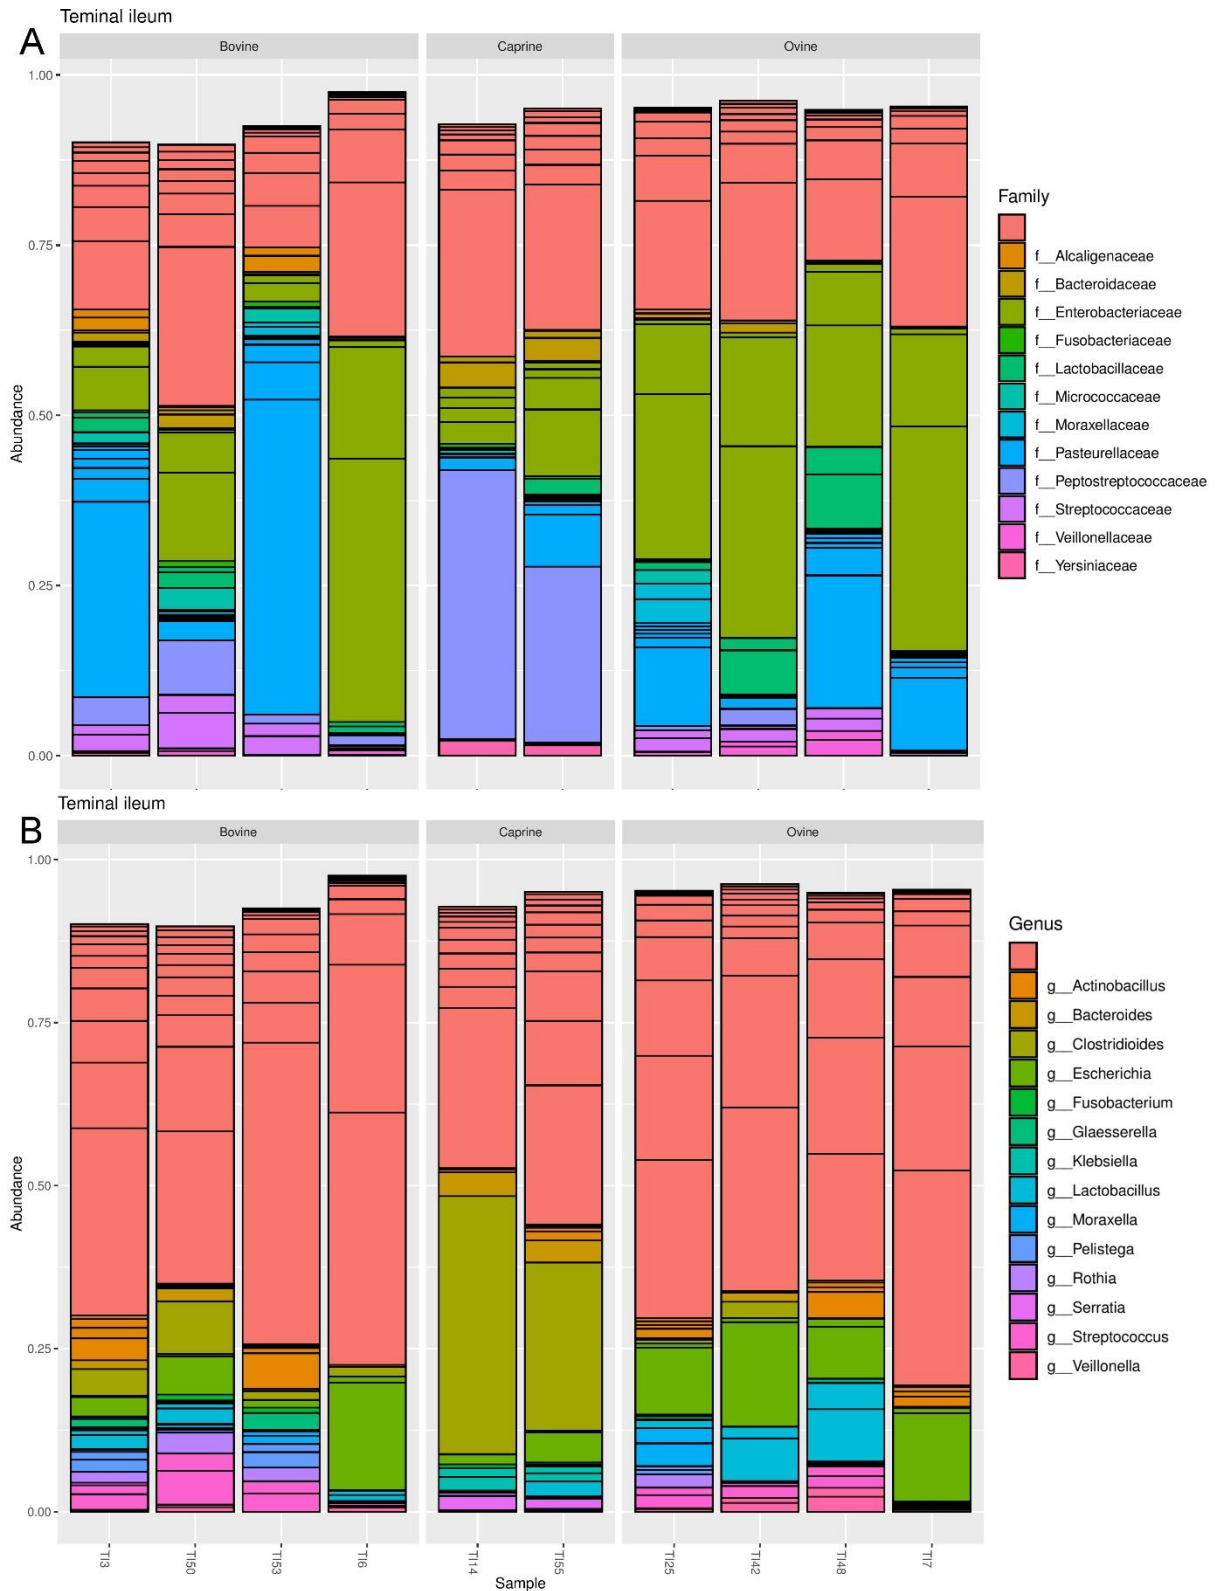 Teminal ileum
A
Bovine
Caprine
Ovine
1.00
0.75
0.50
0.25
0.00
Abundance
Family
f__Alcaligenaceae
f__Bacteroidaceae
f__Enterobacteriaceae
f__Fusobacteriaceae
f__Lactobacillaceae
f__Micrococcaceae
f__Moraxellaceae
f__Pasteurellaceae
f__Peptostreptococcaceae
f__Streptococcaceae
f__Veillonellaceae
f__Yersiniaceae
Teminal ileum
B
Bovine
Caprine
Ovine
1.00
0.75
0.50
0.25
0.00
Abundance
Genus
g__Actinobacillus
g__Bacteroides
g__Clostridioides
g__Escherichia
g__Fusobacterium
g__Glaesserella
g__Klebsiella
g__Lactobacillus
g__Moraxella
g__Pelistega
g__Rothia
g__Serratia
g__Streptococcus
g__Veillonella
TI3
TI50
TI53
TI6
TI14
TI55
TI25
TI42
TI48
TI7
Sample